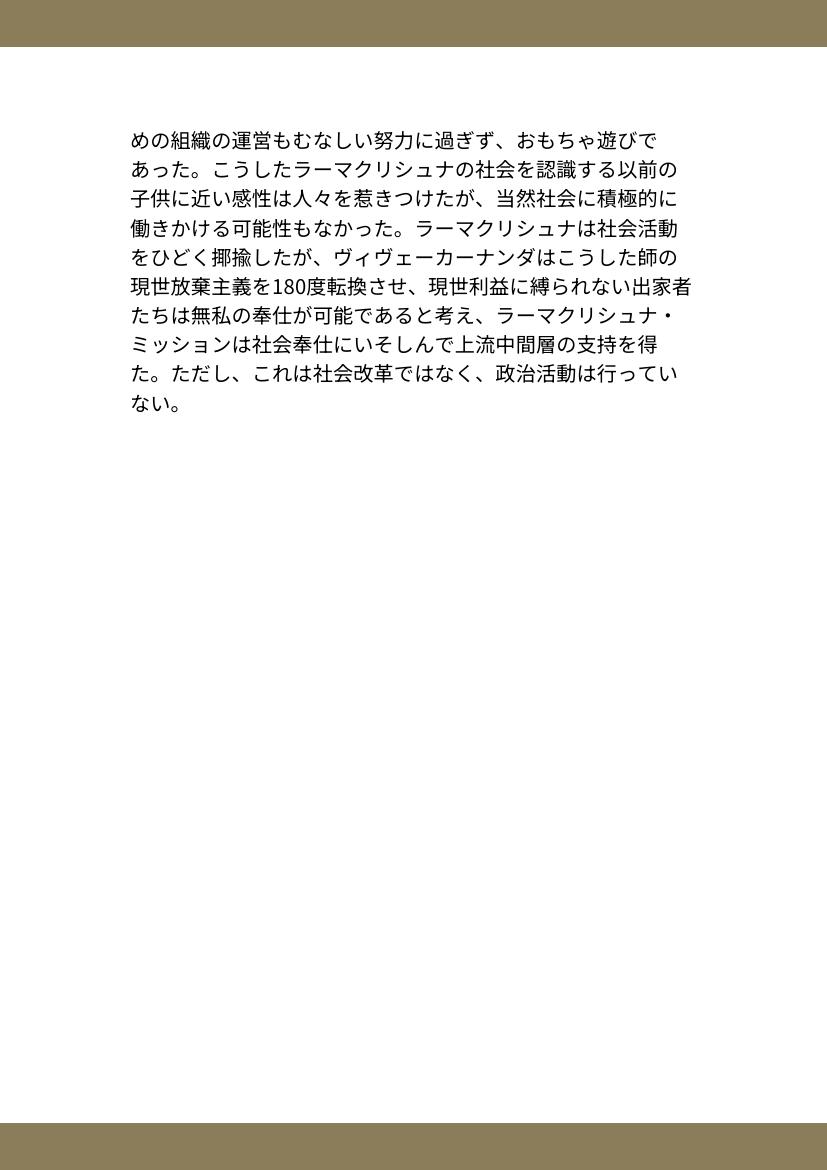 めの組織の運営もむなしい努力に過ぎず、おもちゃ遊びで
あった。こうしたラーマクリシュナの社会を認識する以前の
子供に近い感性は人々を惹きつけたが、当然社会に積極的に
働きかける可能性もなかった。ラーマクリシュナは社会活動
をひどく揶揄したが、ヴィヴェーカーナンダはこうした師の
現世放棄主義を180度転換させ、現世利益に縛られない出家者
たちは無私の奉仕が可能であると考え、ラーマクリシュナ・
ミッションは社会奉仕にいそしんで上流中間層の支持を得
た。ただし、これは社会改革ではなく、政治活動は行ってい
ない。